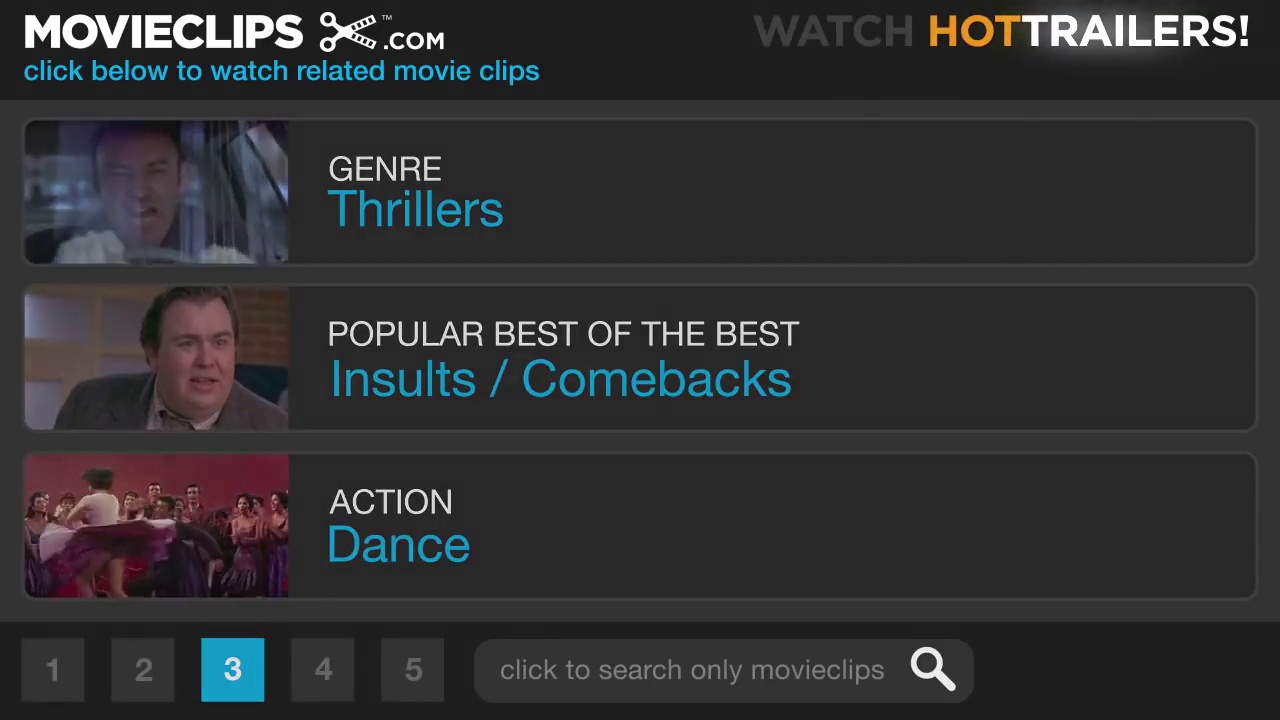 MOVIECLIPS ™ .COM
WATCH HOTTRAILERS!
click below to watch related movie clips
GENRE
Thrillers
POPULAR BEST OF THE BEST
Insults / Comebacks
ACTION
Dance
1 2 3 4 5
click to search only movieclips